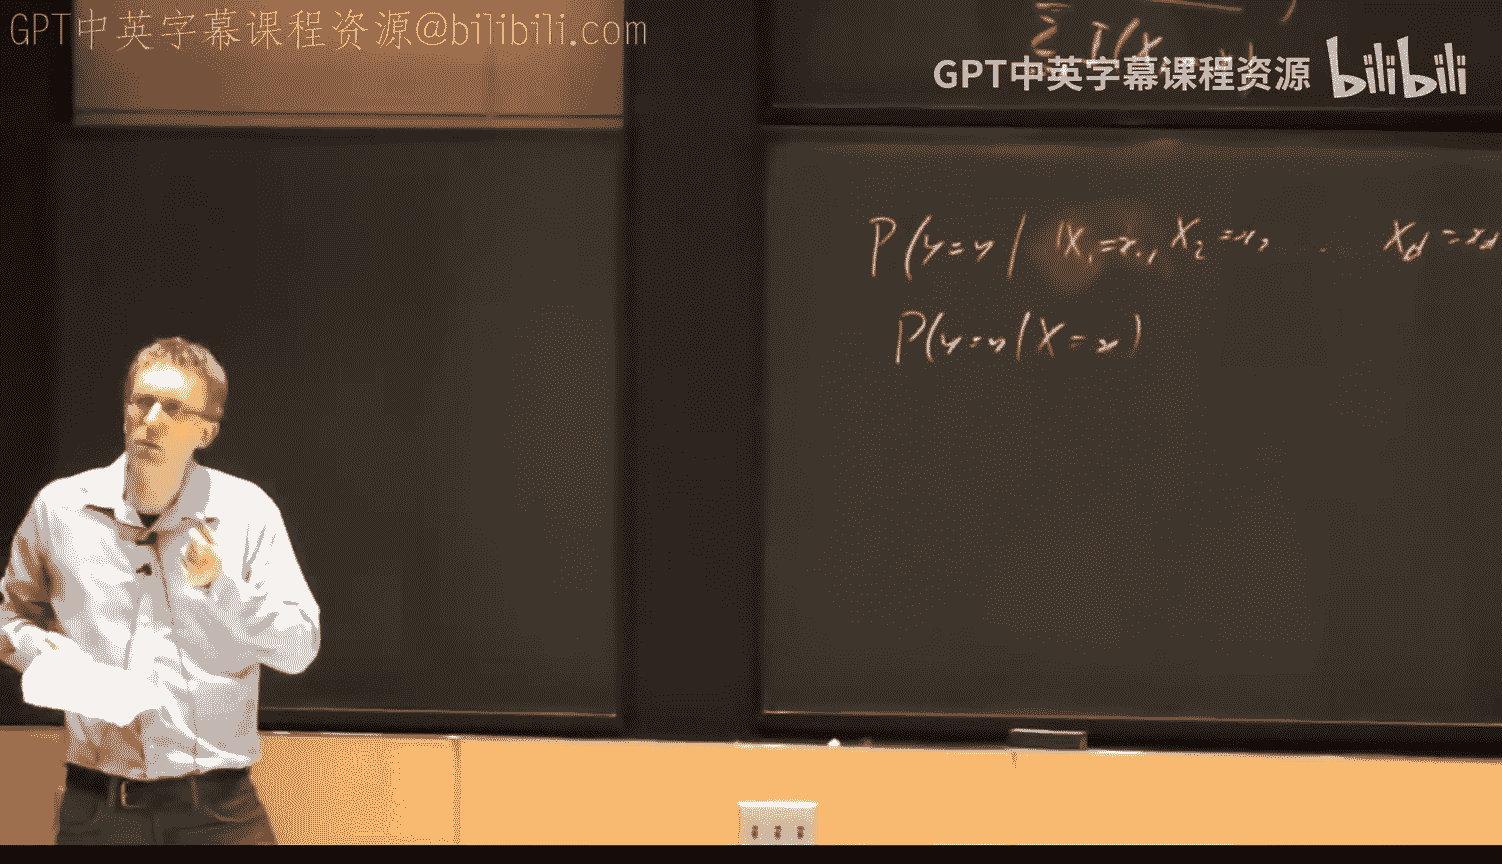 GPT中英字幕课程资源@bilibili.com
GPT中英字幕课程资源 bilibili
Σ I(X
P(y=y | X₁=x₁, X₂=x₂ . . X_d=x_d
P(y=y|X=x)